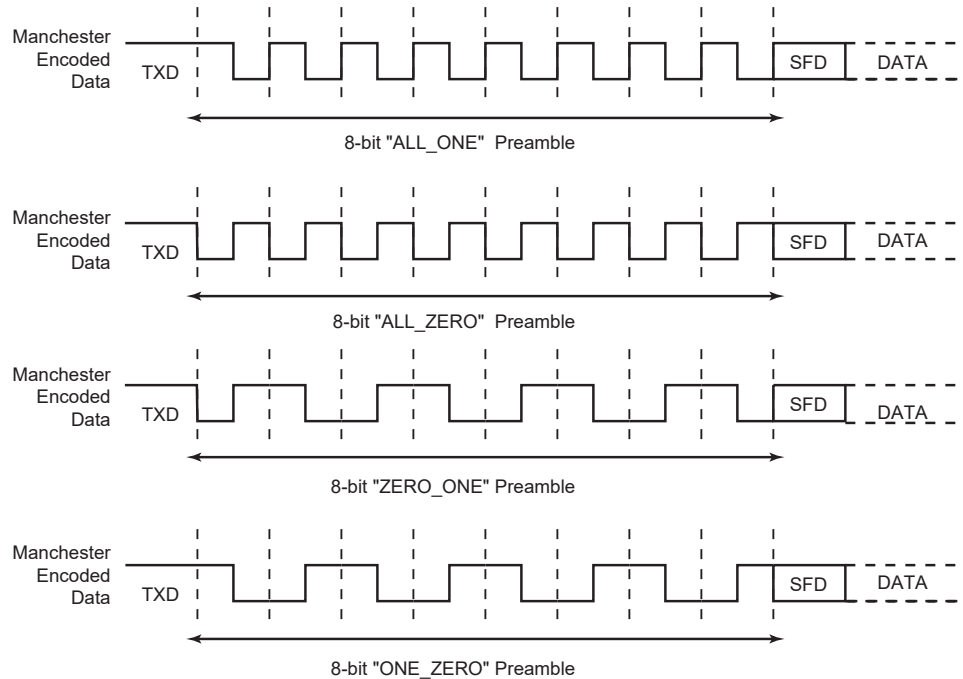 Manchester
Encoded
Data
TXD
SFD
DATA
8-bit "ALL_ONE" Preamble
Manchester
Encoded
Data
TXD
SFD
DATA
8-bit "ALL_ZERO" Preamble
Manchester
Encoded
Data
TXD
SFD
DATA
8-bit "ZERO_ONE" Preamble
Manchester
Encoded
Data
TXD
SFD
DATA
8-bit "ONE_ZERO" Preamble